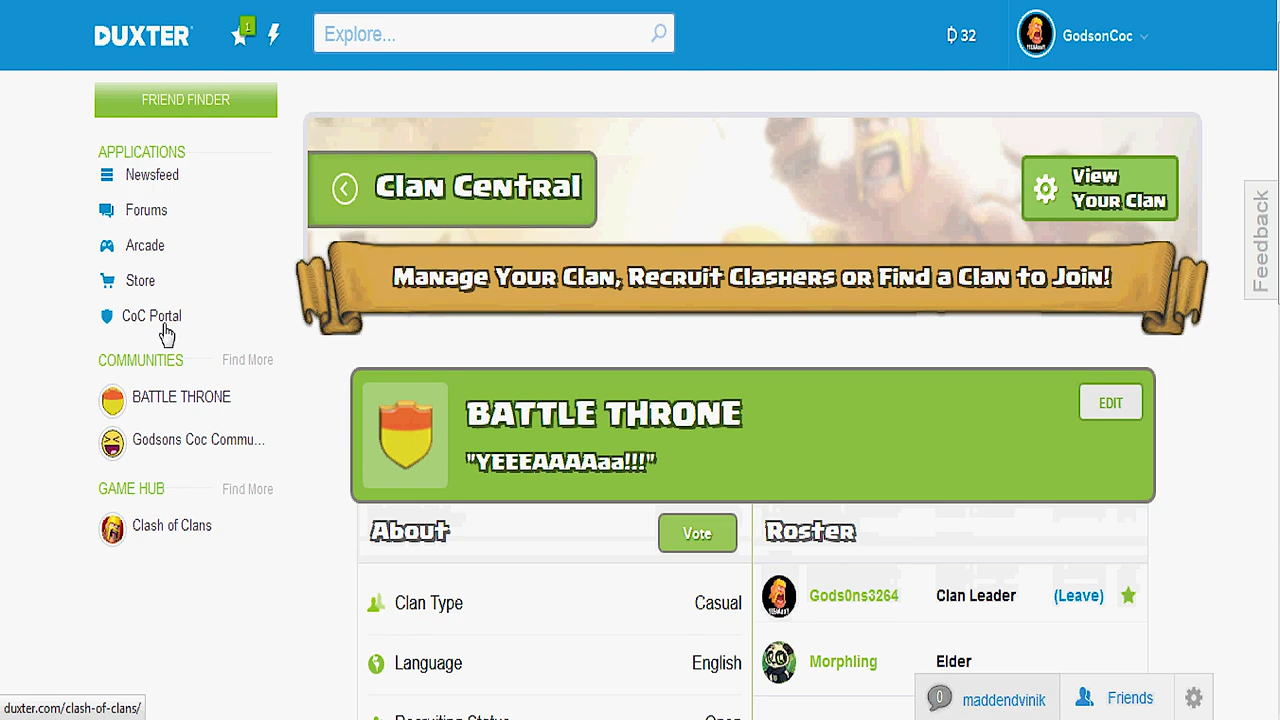 DUXTER
1
Explore...
32
GodsonCoc
FRIEND FINDER
APPLICATIONS
Newsfeed
Forums
Arcade
Store
CoC Portal
COMMUNITIES Find More
BATTLE THRONE
Godsons Coc Commu...
GAME HUB Find More
Clash of Clans
Clan Central
View
Your Clan
Manage Your Clan, Recruit Clashers or Find a Clan to Join!
BATTLE THRONE
EDIT
"YEEEAAAAaa!!!"
About
Vote
Clan Type Casual
Language English
Recruiting Status Open
Roster
Gods0ns3264 Clan Leader (Leave)
Morphling Elder
Feedback
0 maddendvinik
Friends
duxter.com/clash-of-clans/